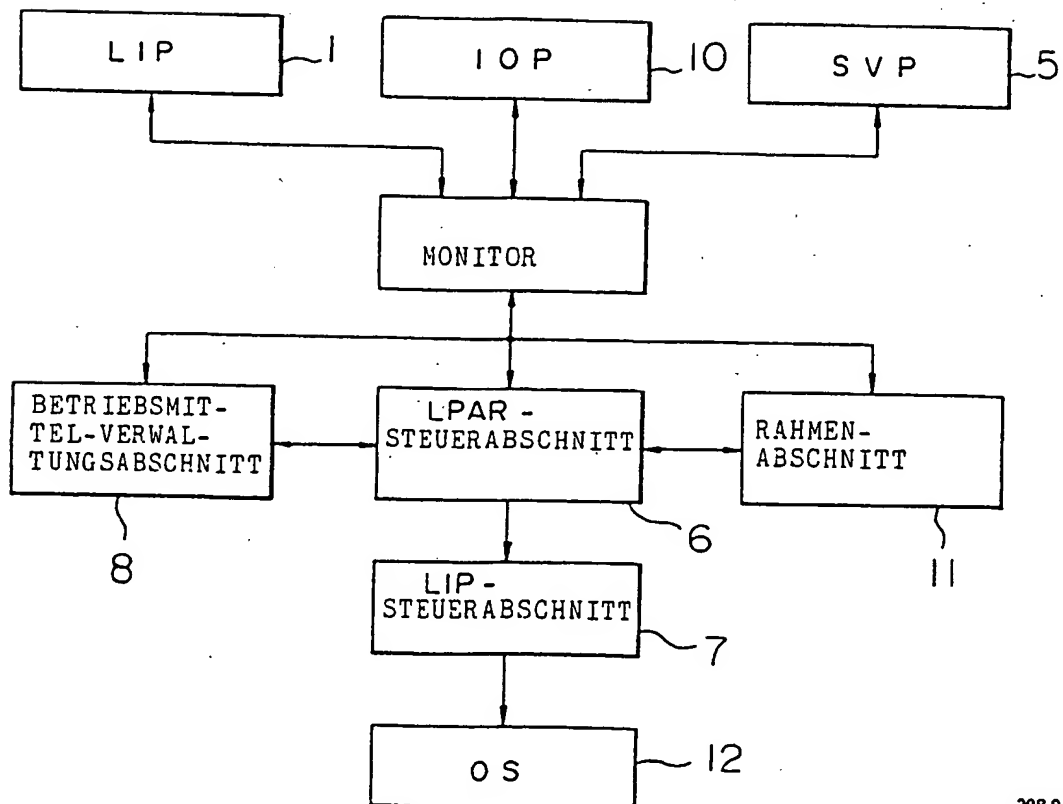 LIP
1
IOP
10
SVP
5
MONITOR
BETRIEBSMIT-
TEL-VERWAL-
TUNGSABSCHNITT
8
LPAR -
STEUERABSCHNITT
6
RAHMEN-
ABSCHNITT
11
LIP -
STEUERABSCHNITT
7
OS
12